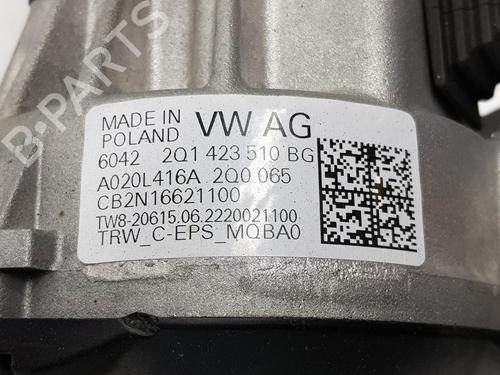 B-PARTS
MADE IN
POLAND
VW AG
6042 2Q1 423 510 BG
A020L416A 2Q0 065
CB2N16621100
TW8-20615.06.2220021100
TRW_C-EPS_MQBA0